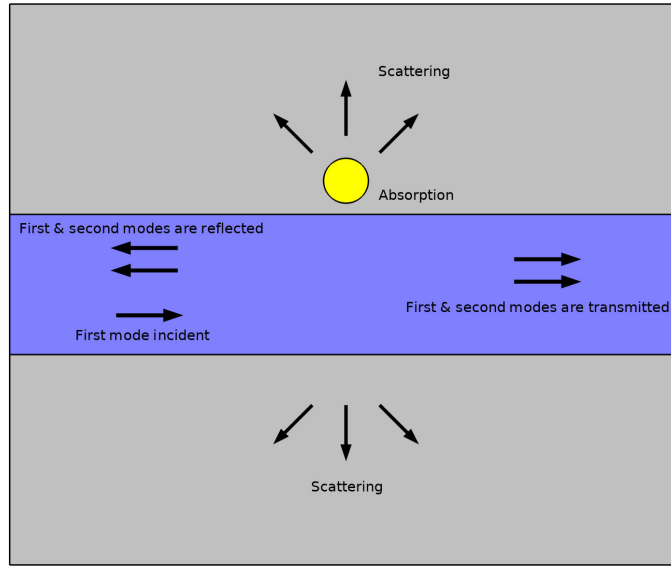 Scattering
Absorption
First & second modes are reflected
First & second modes are transmitted
First mode incident
Scattering